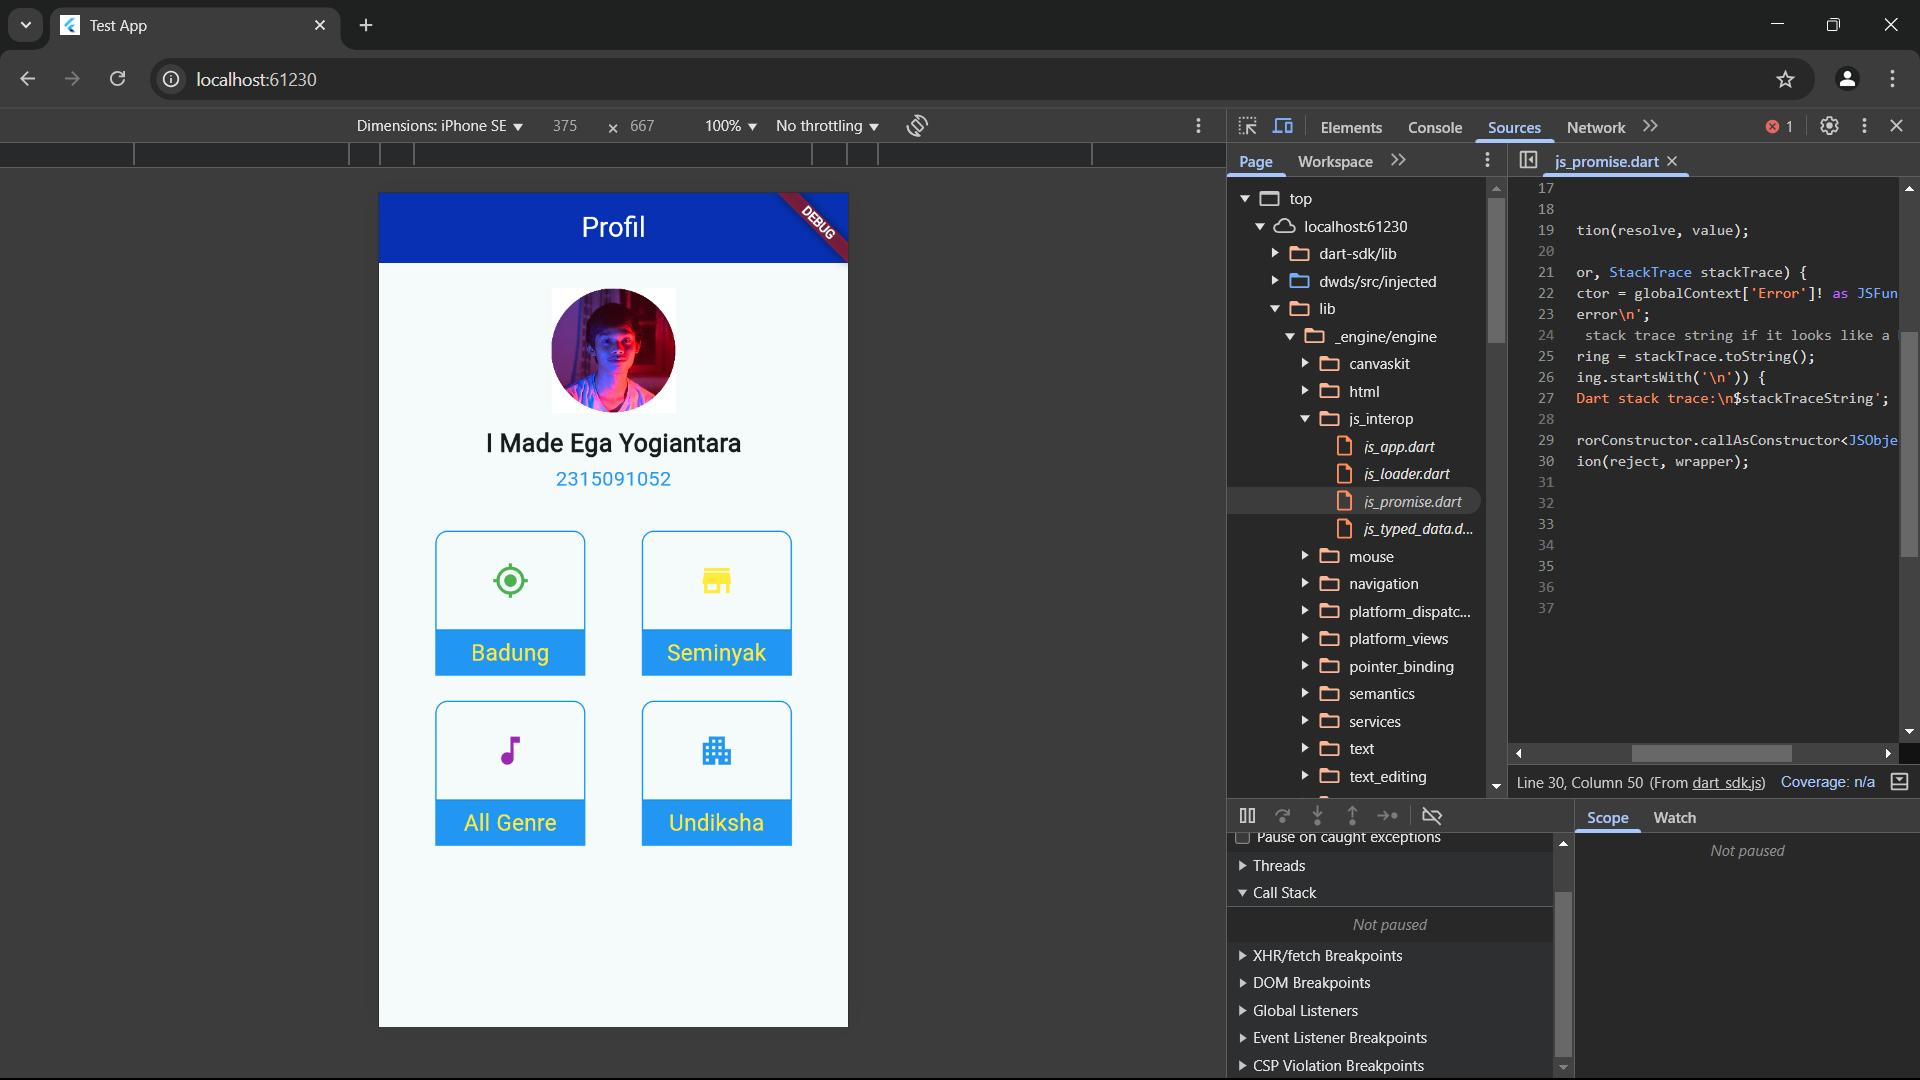 Test App
localhost:61230
Dimensions: iPhone SE 375 × 667 100% No throttling
Elements Console Sources Network 1
Page Workspace
js_promise.dart
Profil
DEBUG
I Made Ega Yogiantara
2315091052
Badung
Seminyak
All Genre
Undiksha
top
localhost:61230
dart-sdk/lib
dwds/src/injected
lib
_engine/engine
canvaskit
html
js_interop
js_app.dart
js_loader.dart
js_promise.dart
js_typed_data.d...
mouse
navigation
platform_dispatc...
platform_views
pointer_binding
semantics
services
text
text_editing
17
18
19 tion(resolve, value);
20
21 or, StackTrace stackTrace) {
22 ctor = globalContext['Error']! as JSFun
23 error\n';
24 stack trace string if it looks like a
25 ring = stackTrace.toString();
26 ing.startsWith('\n')) {
27 Dart stack trace:\n$stackTraceString';
28
29 rorConstructor.callAsConstructor<JSObje
30 ion(reject, wrapper);
31
32
33
34
35
36
37
Line 30, Column 50 (From dart_sdk.js) Coverage: n/a
Pause on caught exceptions
Threads
Call Stack
Not paused
XHR/fetch Breakpoints
DOM Breakpoints
Global Listeners
Event Listener Breakpoints
CSP Violation Breakpoints
Scope Watch
Not paused